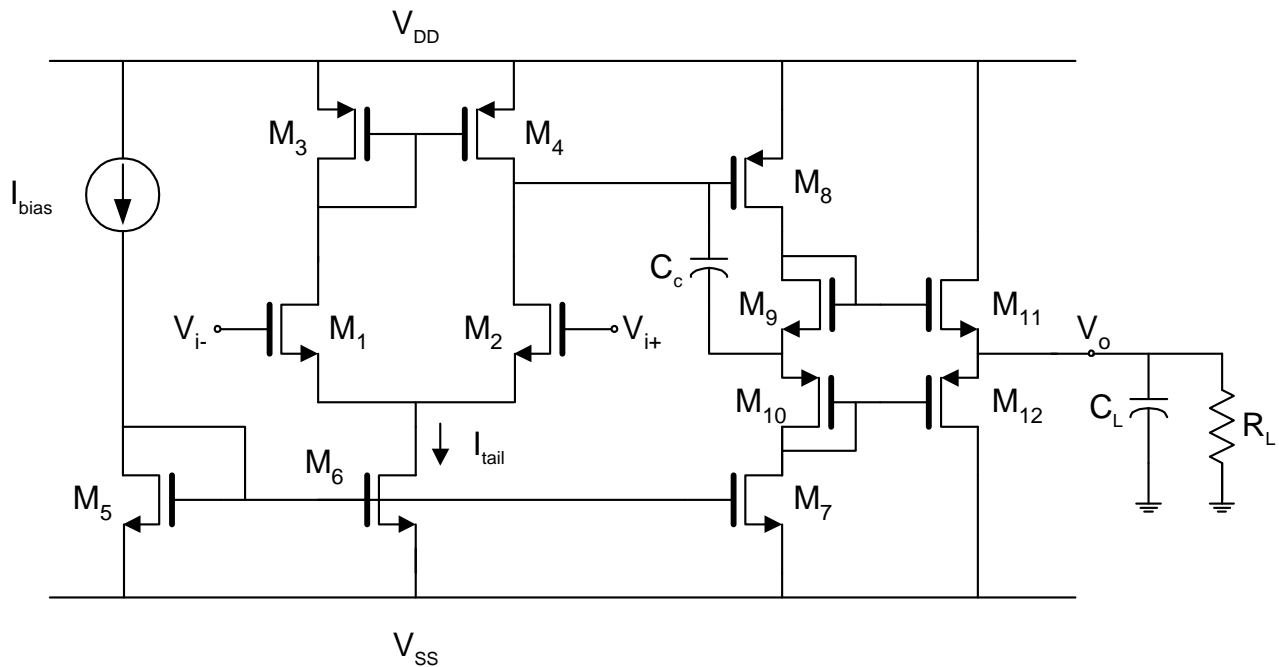 V_DD
M_3
M_4
I_bias
M_8
C_c
M_9
M_11
V_i-
M_1
M_2
V_i+
V_o
M_10
M_12
C_L
R_L
I_tail
M_6
M_5
M_7
V_SS